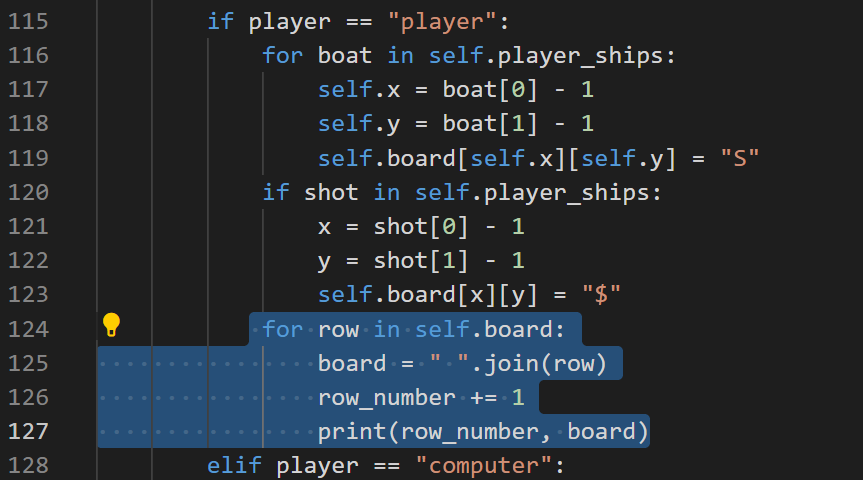 115 if player == "player":
116 for boat in self.player_ships:
117 self.x = boat[0] - 1
118 self.y = boat[1] - 1
119 self.board[self.x][self.y] = "S"
120 if shot in self.player_ships:
121 x = shot[0] - 1
122 y = shot[1] - 1
123 self.board[x][y] = "$"
124 for row in self.board:
125 board = " ".join(row)
126 row_number += 1
127 print(row_number, board)
128 elif player == "computer":